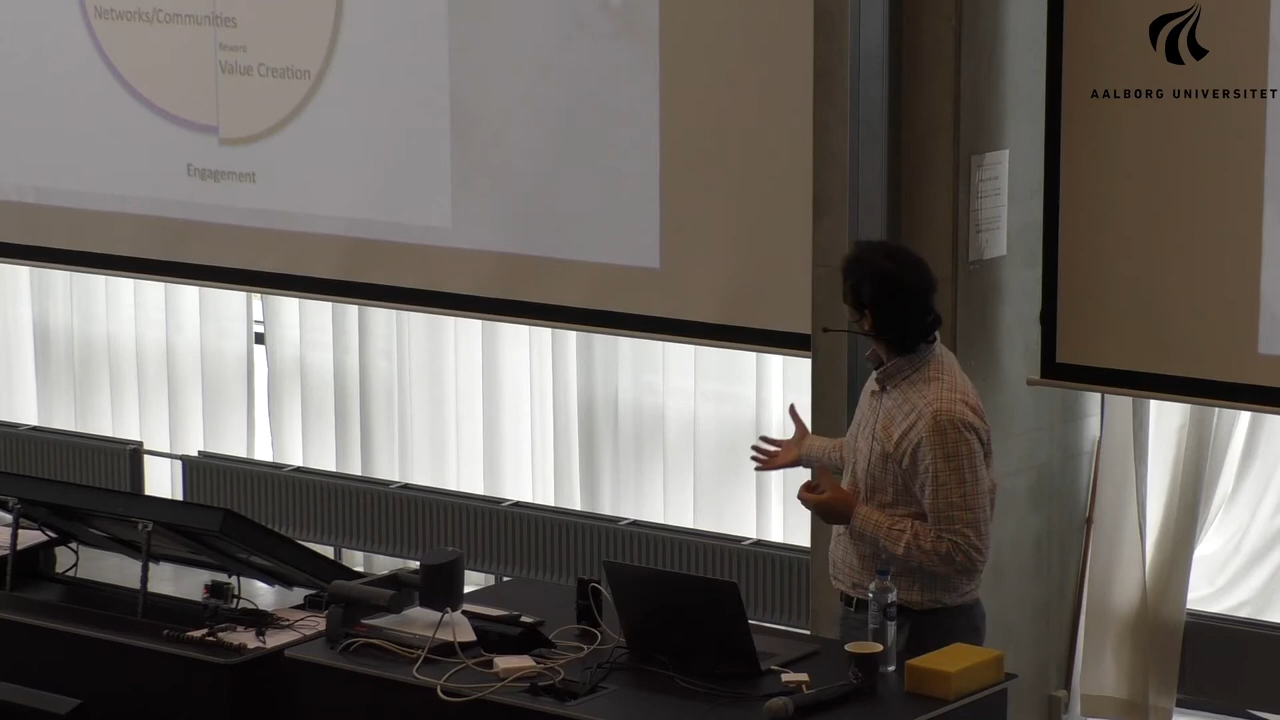 Networks/Communities
Reward
Value Creation
Engagement
AALBORG UNIVERSITET